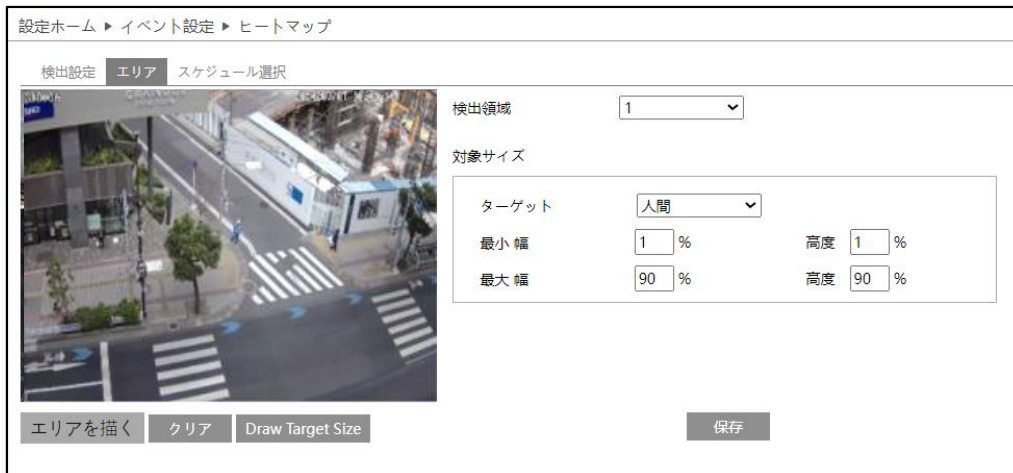 設定ホーム ▶ イベント設定 ▶ ヒートマップ
検出設定 エリア スケジュール選択
検出領域 1
対象サイズ
ターゲット 人間
最小 幅 1 % 高度 1 %
最大 幅 90 % 高度 90 %
エリアを描く クリア Draw Target Size 保存